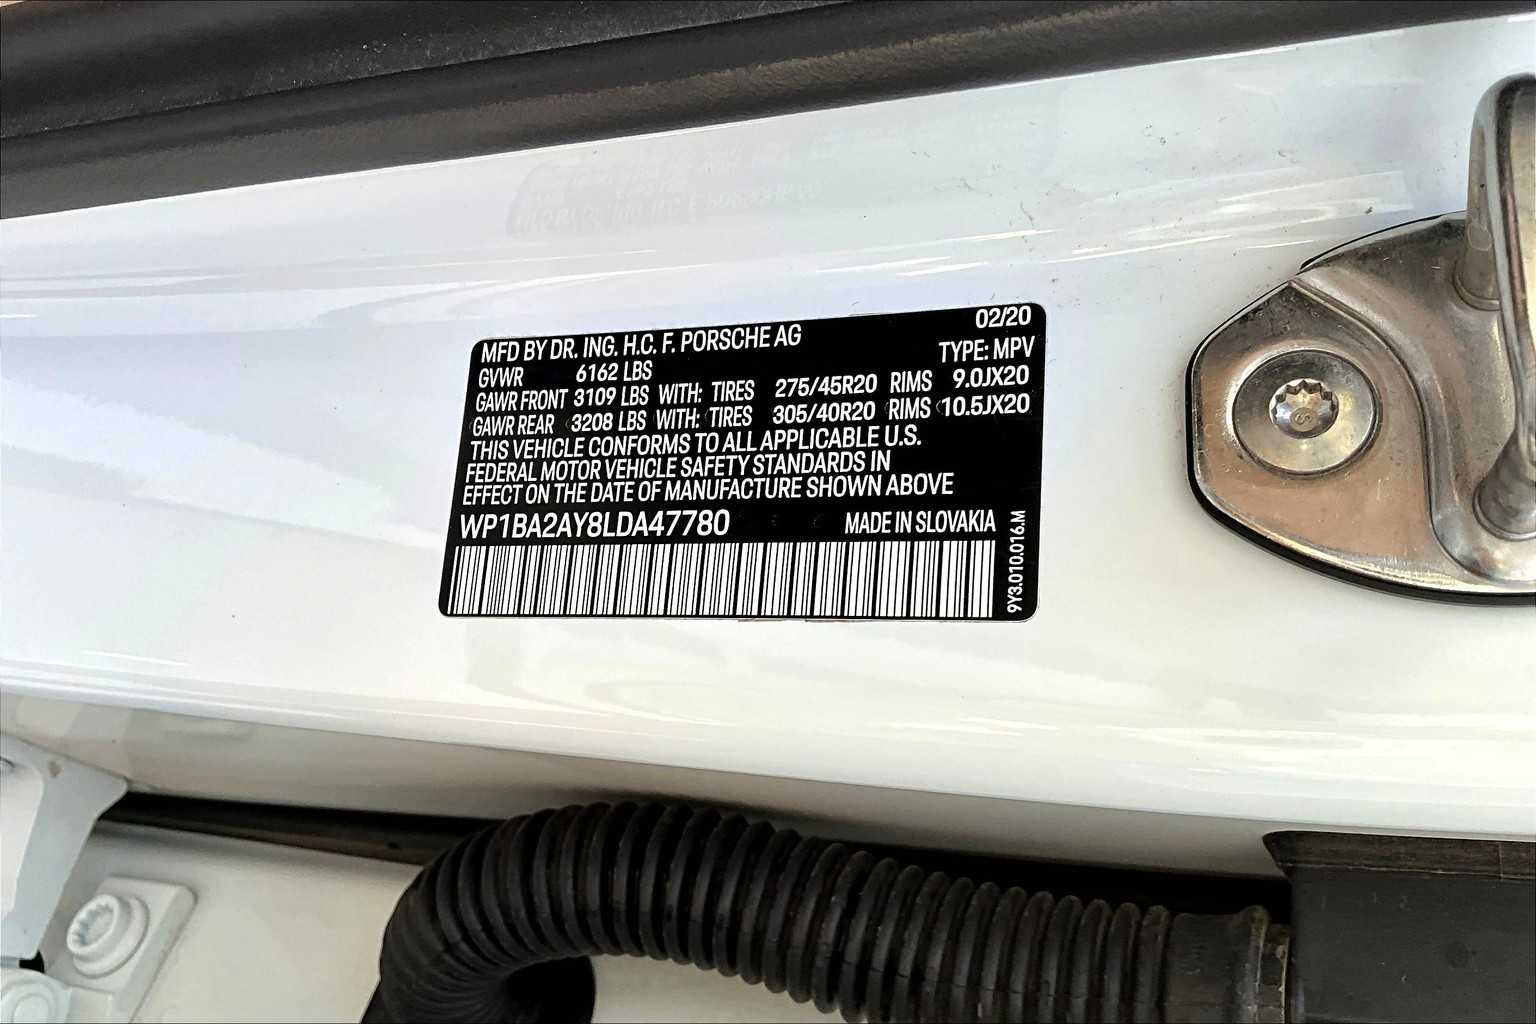 02/20
MFD BY DR. ING. H.C. F. PORSCHE AG
TYPE: MPV
GVWR 6162 LBS
GAWR FRONT 3109 LBS WITH: TIRES 275/45R20 RIMS 9.0JX20
GAWR REAR 3208 LBS WITH: TIRES 305/40R20 RIMS 10.5JX20
THIS VEHICLE CONFORMS TO ALL APPLICABLE U.S.
FEDERAL MOTOR VEHICLE SAFETY STANDARDS IN
EFFECT ON THE DATE OF MANUFACTURE SHOWN ABOVE
WP1BA2AY8LDA47780 MADE IN SLOVAKIA
9Y3.010.016.M